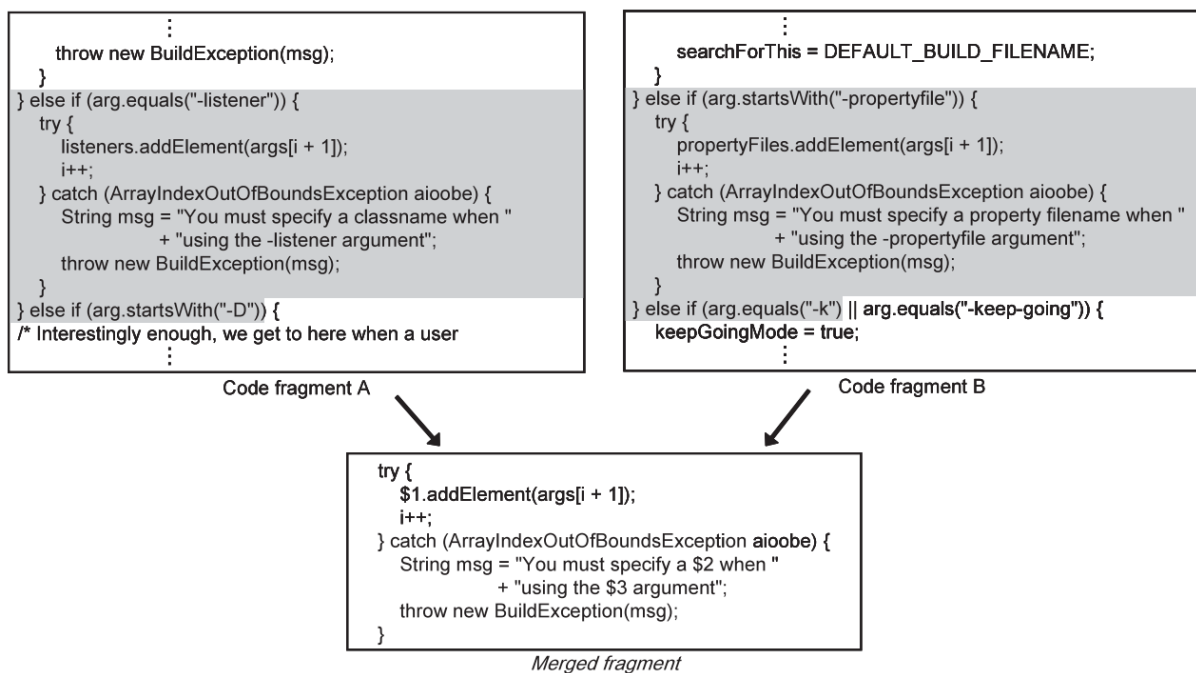 ⋮
throw new BuildException(msg);
}
} else if (arg.equals("-listener")) {
try {
listeners.addElement(args[i + 1]);
i++;
} catch (ArrayIndexOutOfBoundsException aioobe) {
String msg = "You must specify a classname when "
+ "using the -listener argument";
throw new BuildException(msg);
}
} else if (arg.startsWith("-D")) {
/* Interestingly enough, we get to here when a user
⋮
Code fragment A
⋮
searchForThis = DEFAULT_BUILD_FILENAME;
}
} else if (arg.startsWith("-propertyfile")) {
try {
propertyFiles.addElement(args[i + 1]);
i++;
} catch (ArrayIndexOutOfBoundsException aioobe) {
String msg = "You must specify a property filename when "
+ "using the -propertyfile argument";
throw new BuildException(msg);
}
} else if (arg.equals("-k") || arg.equals("-keep-going")) {
keepGoingMode = true;
⋮
Code fragment B
try {
$1.addElement(args[i + 1]);
i++;
} catch (ArrayIndexOutOfBoundsException aioobe) {
String msg = "You must specify a $2 when "
+ "using the $3 argument";
throw new BuildException(msg);
}
Merged fragment